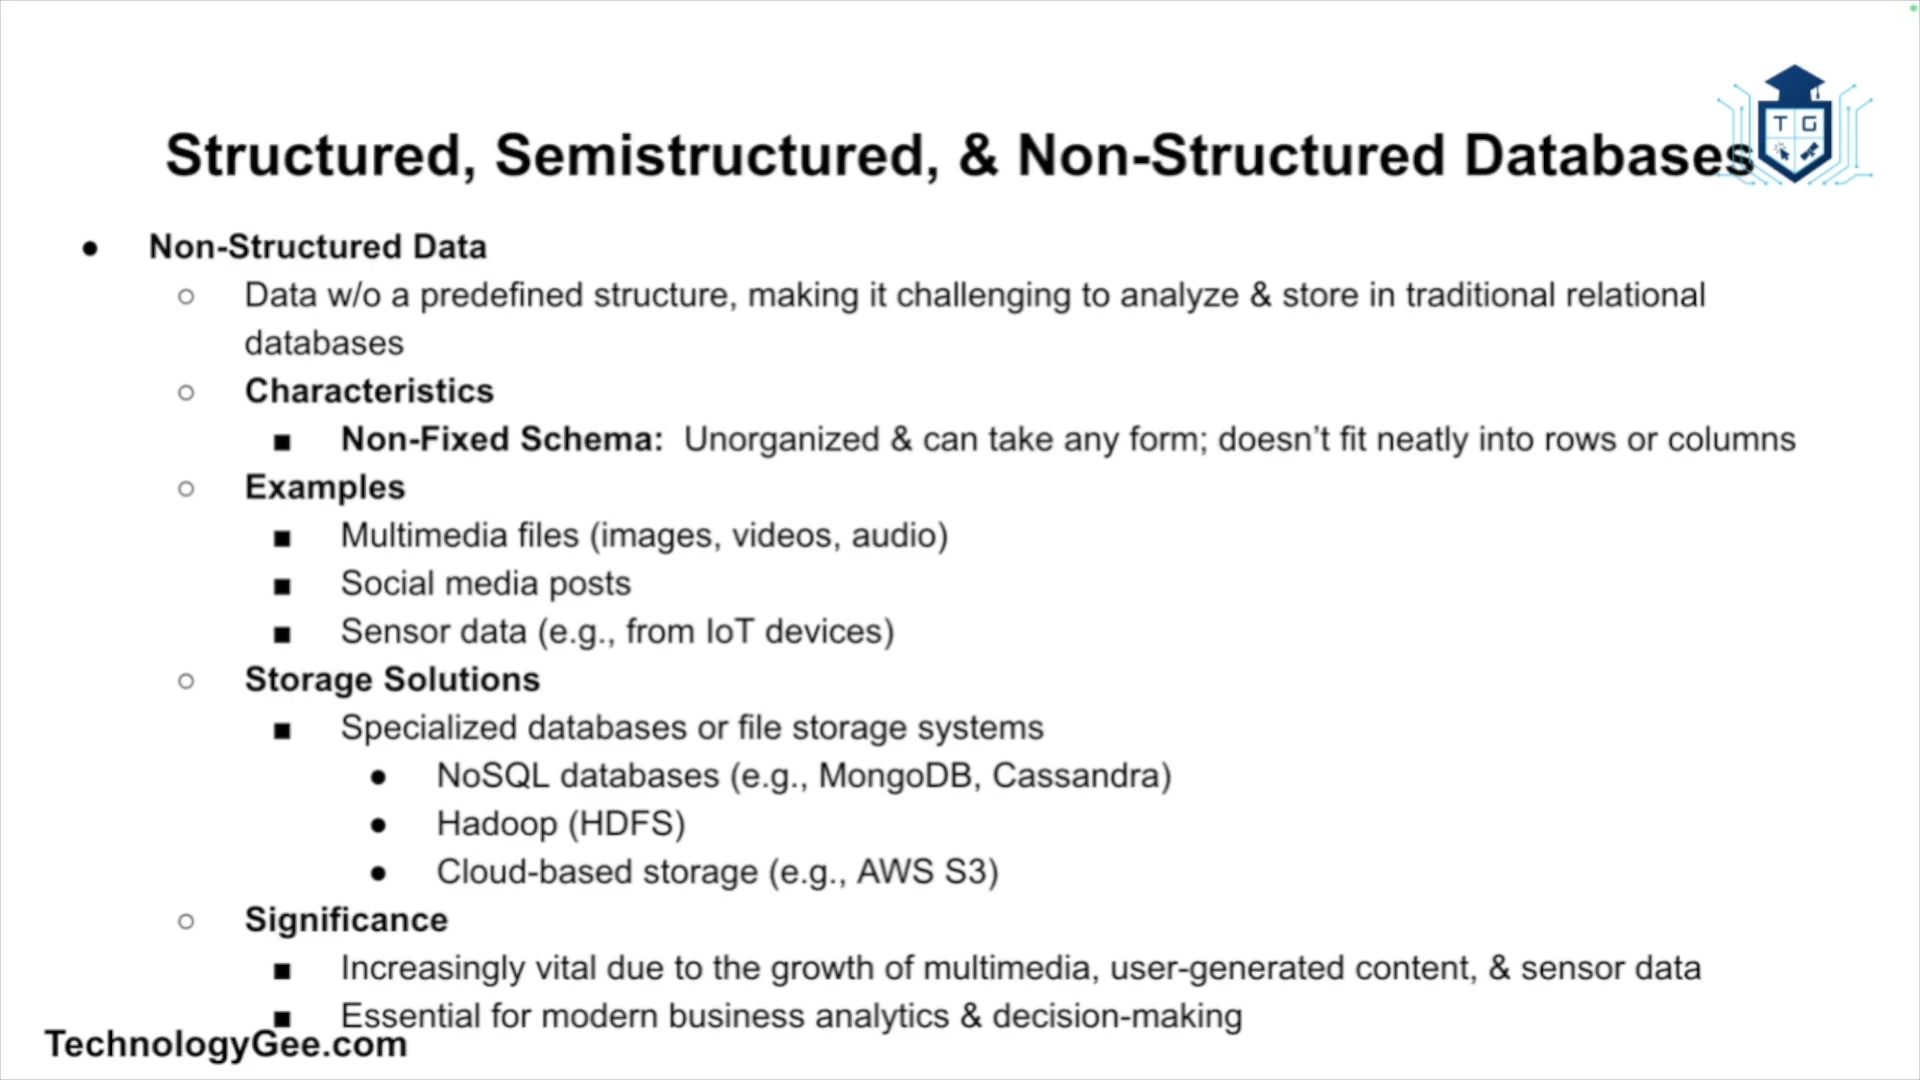 Structured, Semistructured, & Non-Structured Databases
T G
● Non-Structured Data
○ Data w/o a predefined structure, making it challenging to analyze & store in traditional relational
databases
○ Characteristics
■ Non-Fixed Schema: Unorganized & can take any form; doesn’t fit neatly into rows or columns
○ Examples
■ Multimedia files (images, videos, audio)
■ Social media posts
■ Sensor data (e.g., from IoT devices)
○ Storage Solutions
■ Specialized databases or file storage systems
● NoSQL databases (e.g., MongoDB, Cassandra)
● Hadoop (HDFS)
● Cloud-based storage (e.g., AWS S3)
○ Significance
■ Increasingly vital due to the growth of multimedia, user-generated content, & sensor data
■ Essential for modern business analytics & decision-making
TechnologyGee.com